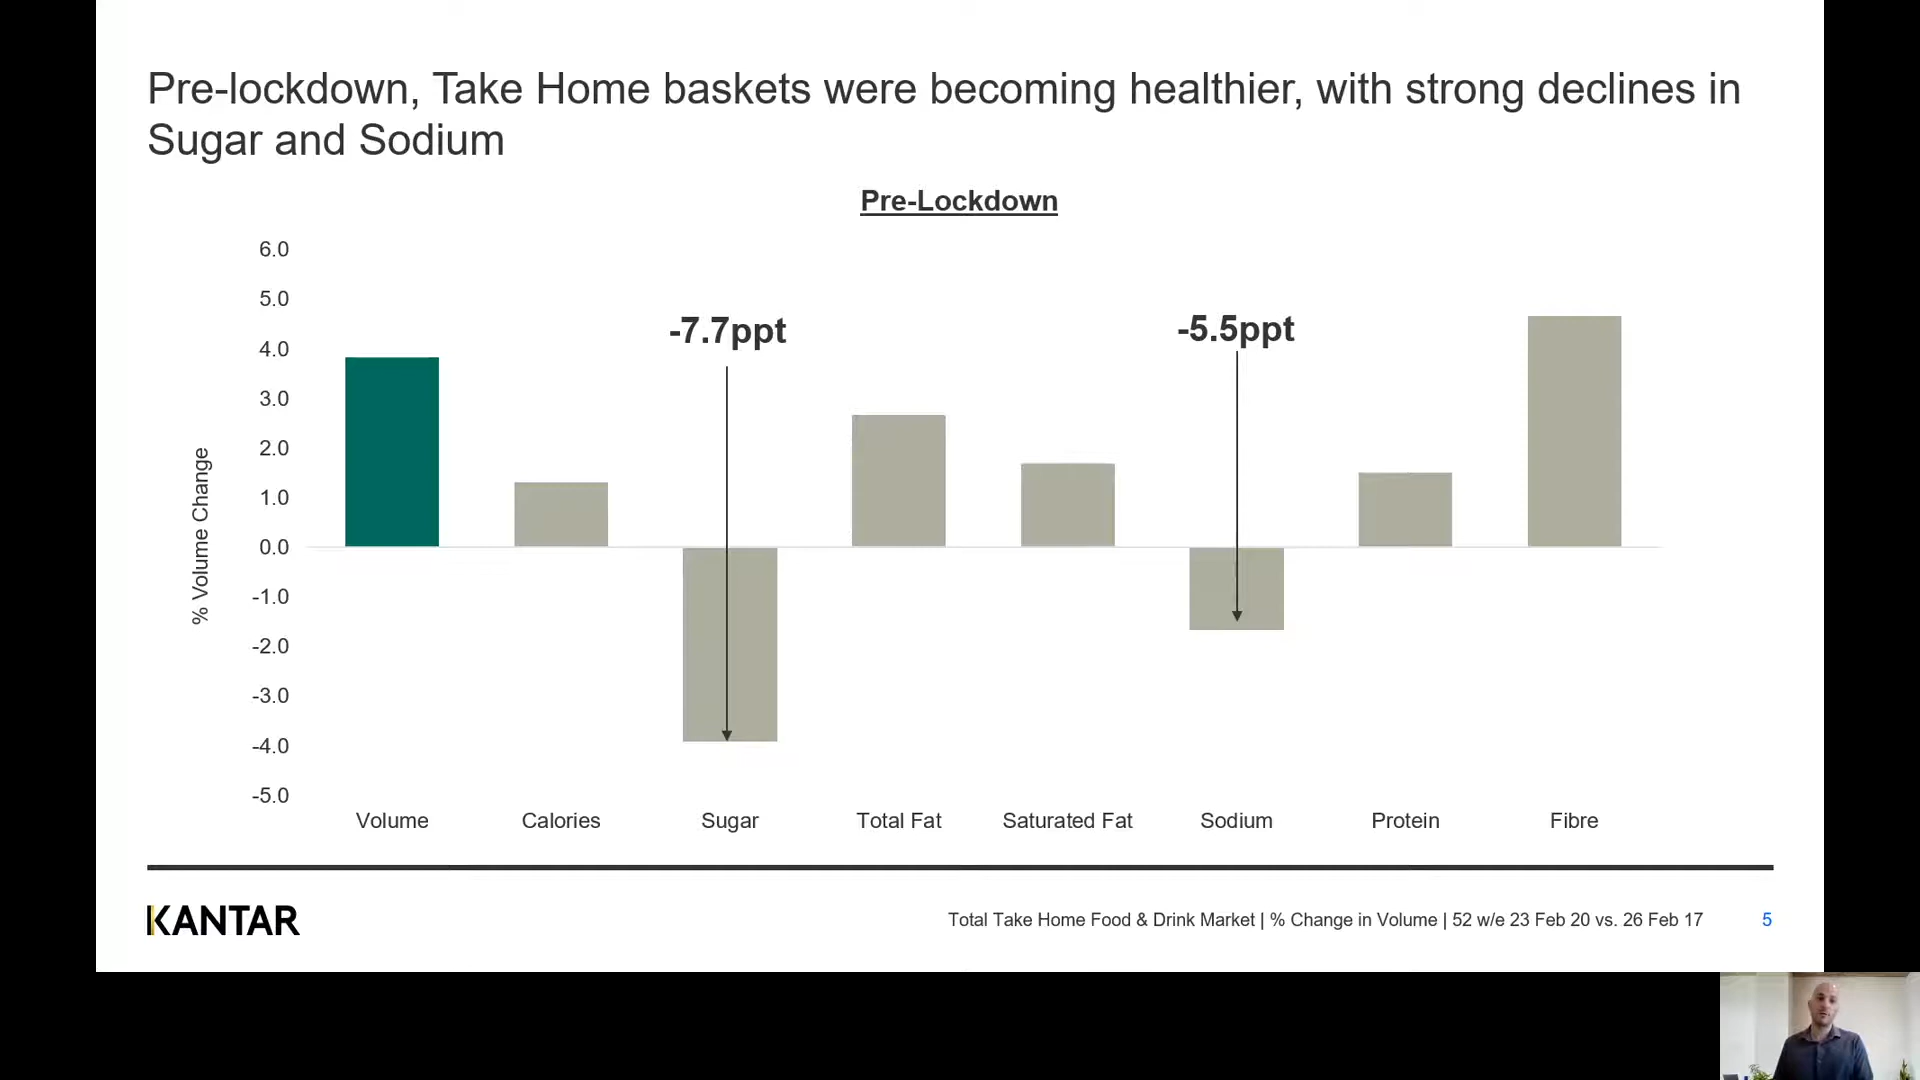 Pre-lockdown, Take Home baskets were becoming healthier, with strong declines in
Sugar and Sodium
Pre-Lockdown
6.0
5.0
4.0
3.0
2.0
1.0
0.0
-1.0
-2.0
-3.0
-4.0
-5.0
% Volume Change
-7.7ppt
-5.5ppt
Volume
Calories
Sugar
Total Fat
Saturated Fat
Sodium
Protein
Fibre
KANTAR
Total Take Home Food & Drink Market | % Change in Volume | 52 w/e 23 Feb 20 vs. 26 Feb 17
5